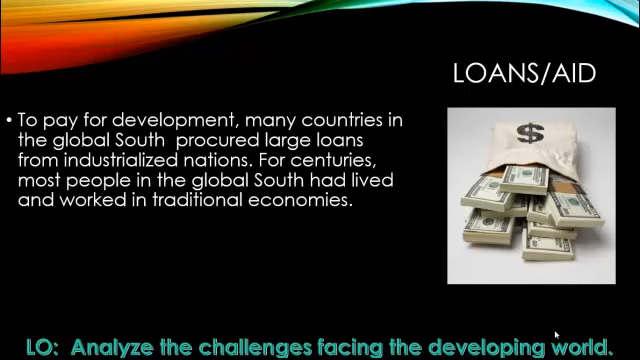 LOANS/AID
• To pay for development, many countries in
the global South procured large loans
from industrialized nations. For centuries,
most people in the global South had lived
and worked in traditional economies.
$
LO: Analyze the challenges facing the developing world.